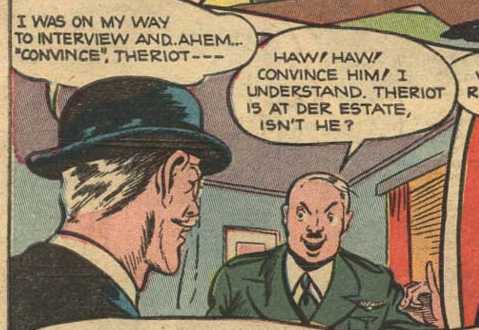 I WAS ON MY WAY
TO INTERVIEW AND..AHEM...
"CONVINCE", THERIOT---
HAW! HAW!
CONVINCE HIM! I
UNDERSTAND. THERIOT
IS AT DER ESTATE,
ISN'T HE?